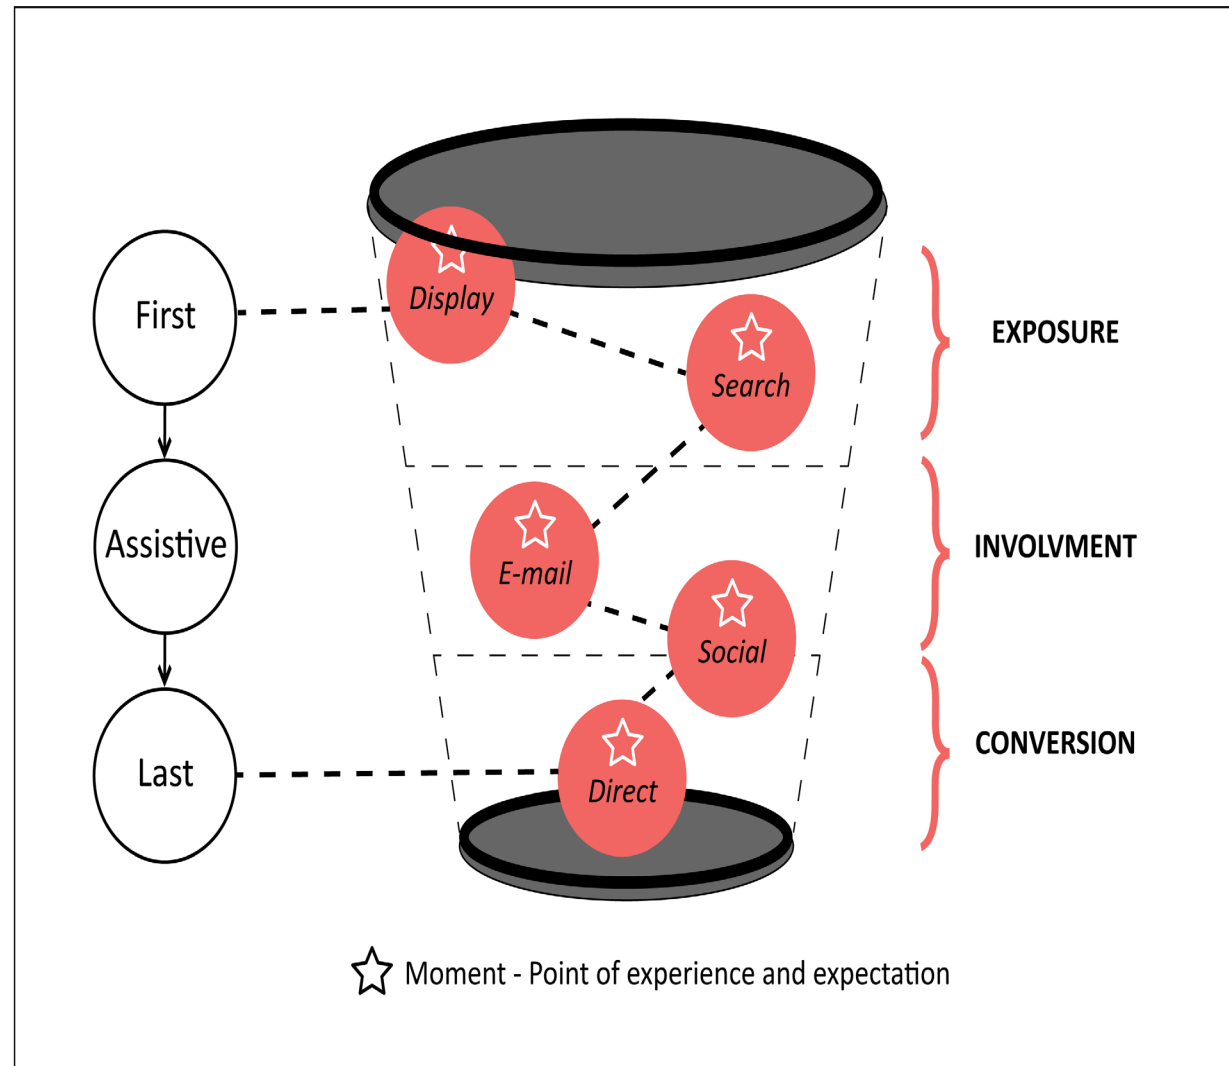 First
Display
Search
EXPOSURE
Assistive
E-mail
Social
INVOLVMENT
Last
Direct
CONVERSION
Moment - Point of experience and expectation